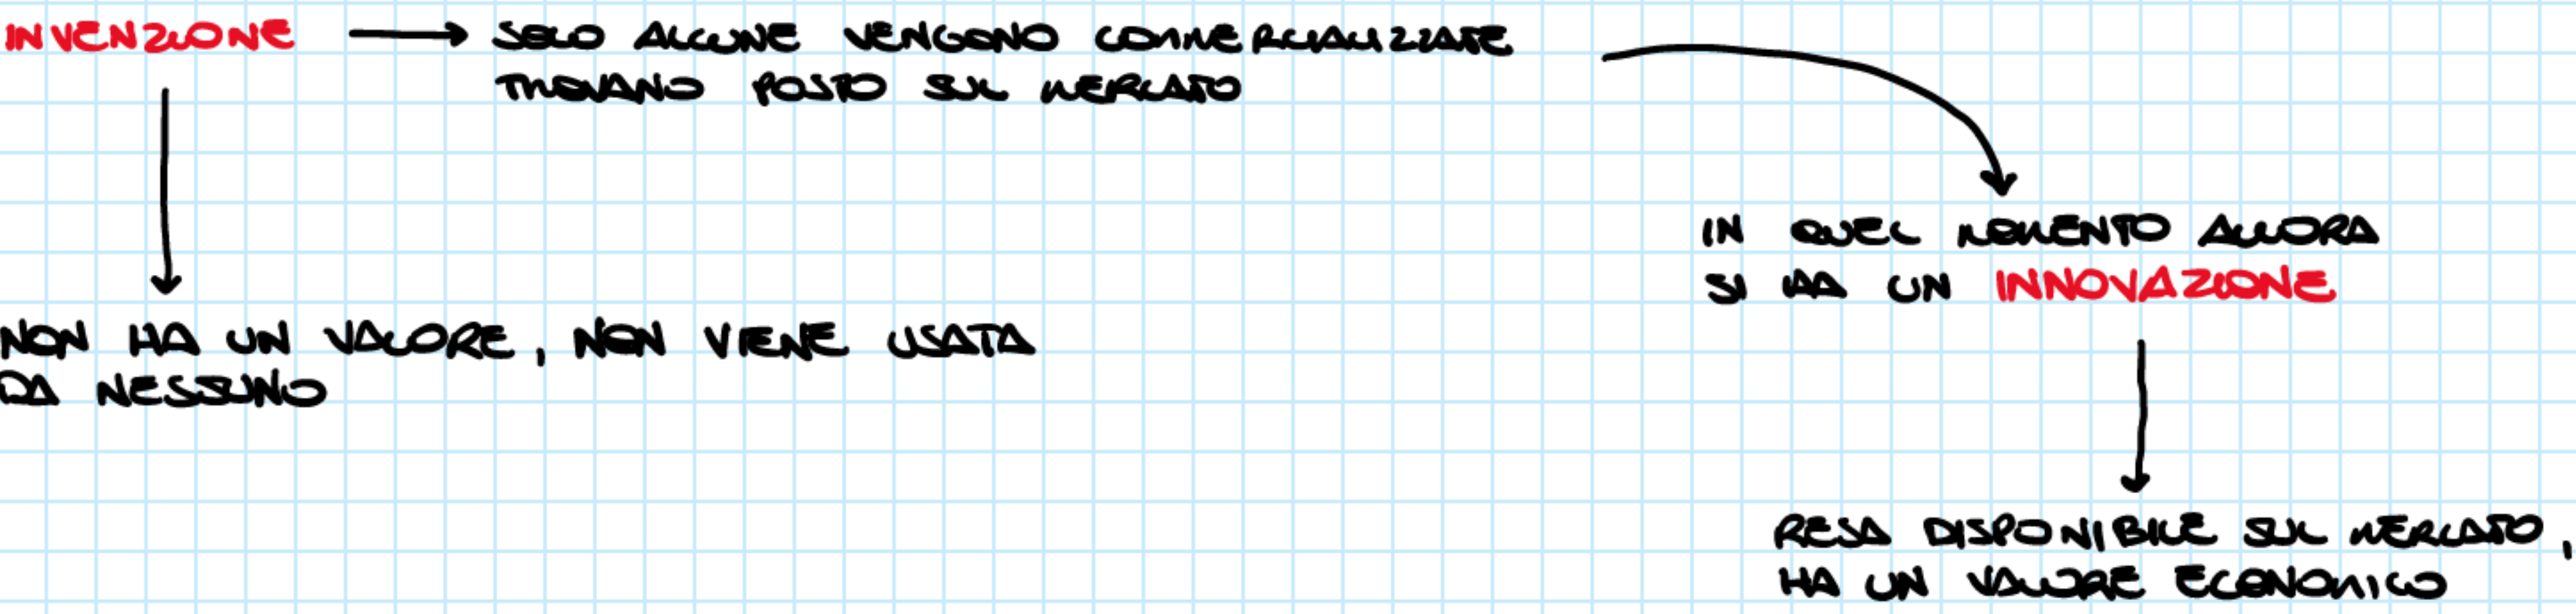 INVENZIONE → SOLO ALCUNE VENGONO COMMERCIALIZZATE
TROVANO POSTO SUL MERCATO
IN QUEL MOMENTO ALLORA
SI HA UN INNOVAZIONE
NON HA UN VALORE, NON VIENE USATA
DA NESSUNO
RESA DISPONIBILE SUL MERCATO,
HA UN VALORE ECONOMICO